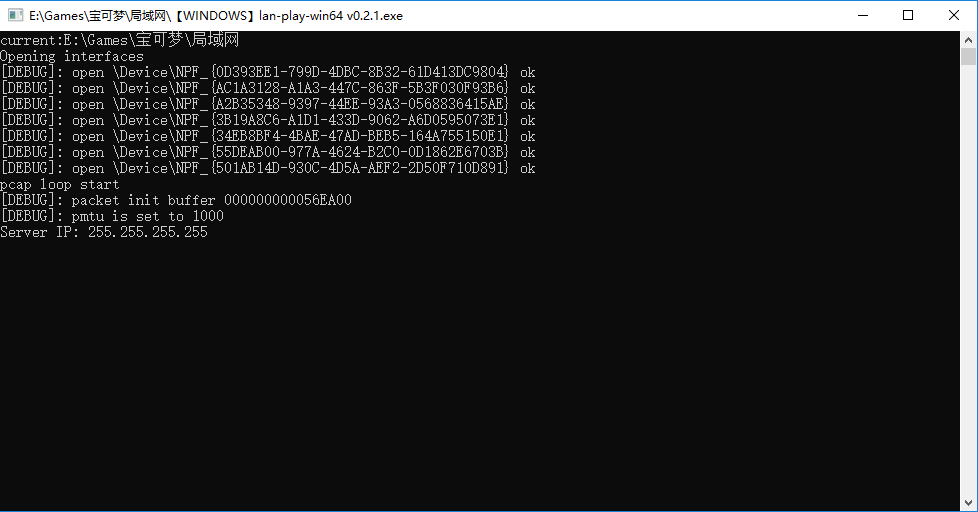 E:\Games\宝可梦\局域网\【WINDOWS】lan-play-win64 v0.2.1.exe
current:E:\Games\宝可梦\局域网
Opening interfaces
[DEBUG]: open \Device\NPF_{0D393EE1-799D-4DBC-8B32-61D413DC9804} ok
[DEBUG]: open \Device\NPF_{AC1A3128-A1A3-447C-863F-5B3F030F93B6} ok
[DEBUG]: open \Device\NPF_{A2B35348-9397-44EE-93A3-0568836415AE} ok
[DEBUG]: open \Device\NPF_{3B19A8C6-A1D1-433D-9062-A6D0595073E1} ok
[DEBUG]: open \Device\NPF_{34EB8BF4-4BAE-47AD-BEB5-164A755150E1} ok
[DEBUG]: open \Device\NPF_{55DEAB00-977A-4624-B2C0-0D1862E6703B} ok
[DEBUG]: open \Device\NPF_{501AB14D-930C-4D5A-AEF2-2D50F710D891} ok
pcap loop start
[DEBUG]: packet init buffer 000000000056EA00
[DEBUG]: pmtu is set to 1000
Server IP: 255.255.255.255